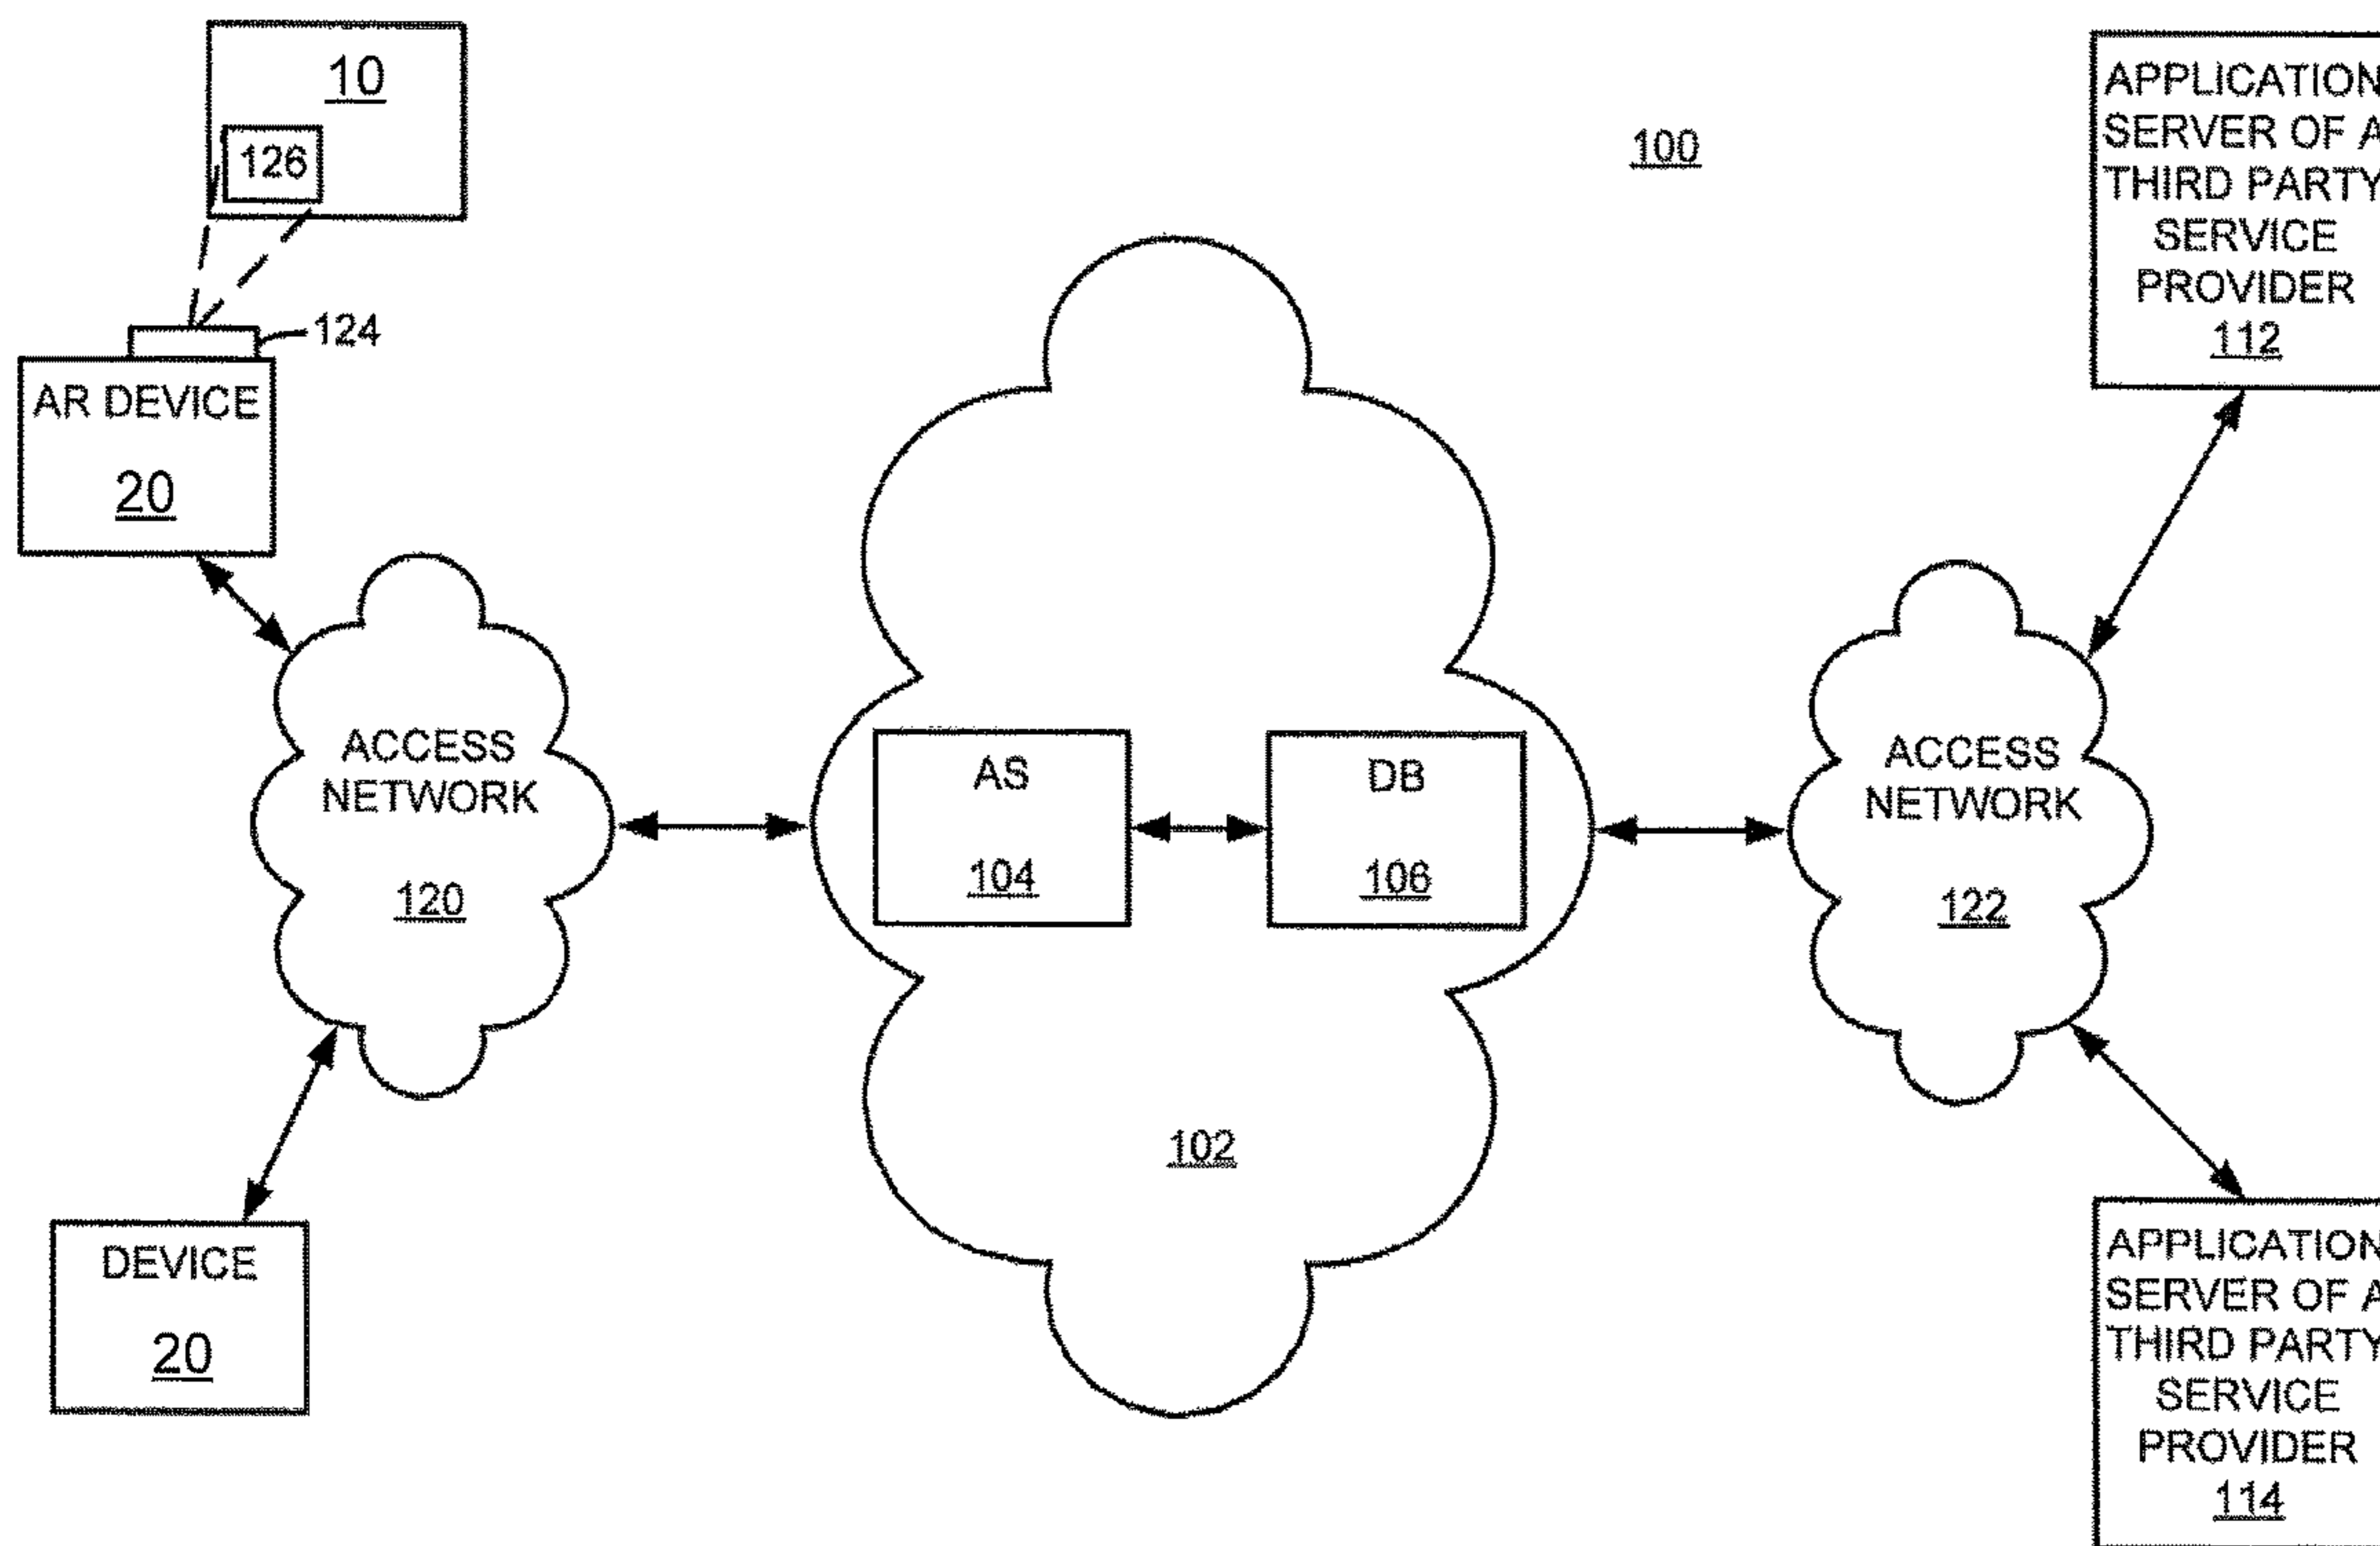 10
126
100
124
AR DEVICE
20
APPLICATION
SERVER OF A
THIRD PARTY
SERVICE
PROVIDER
112
ACCESS
NETWORK
120
AS
104
DB
106
102
ACCESS
NETWORK
122
DEVICE
20
APPLICATION
SERVER OF A
THIRD PARTY
SERVICE
PROVIDER
114